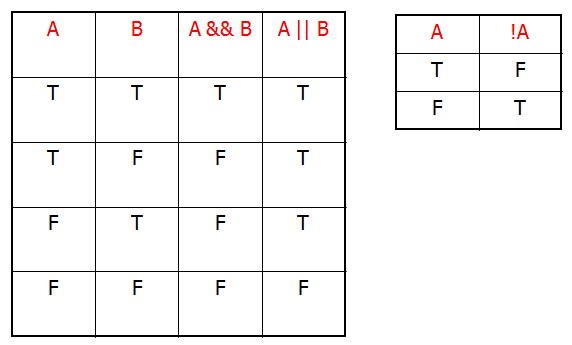 A B A && B A || B
T T T T
T F F T
F T F T
F F F F
A !A
T F
F T